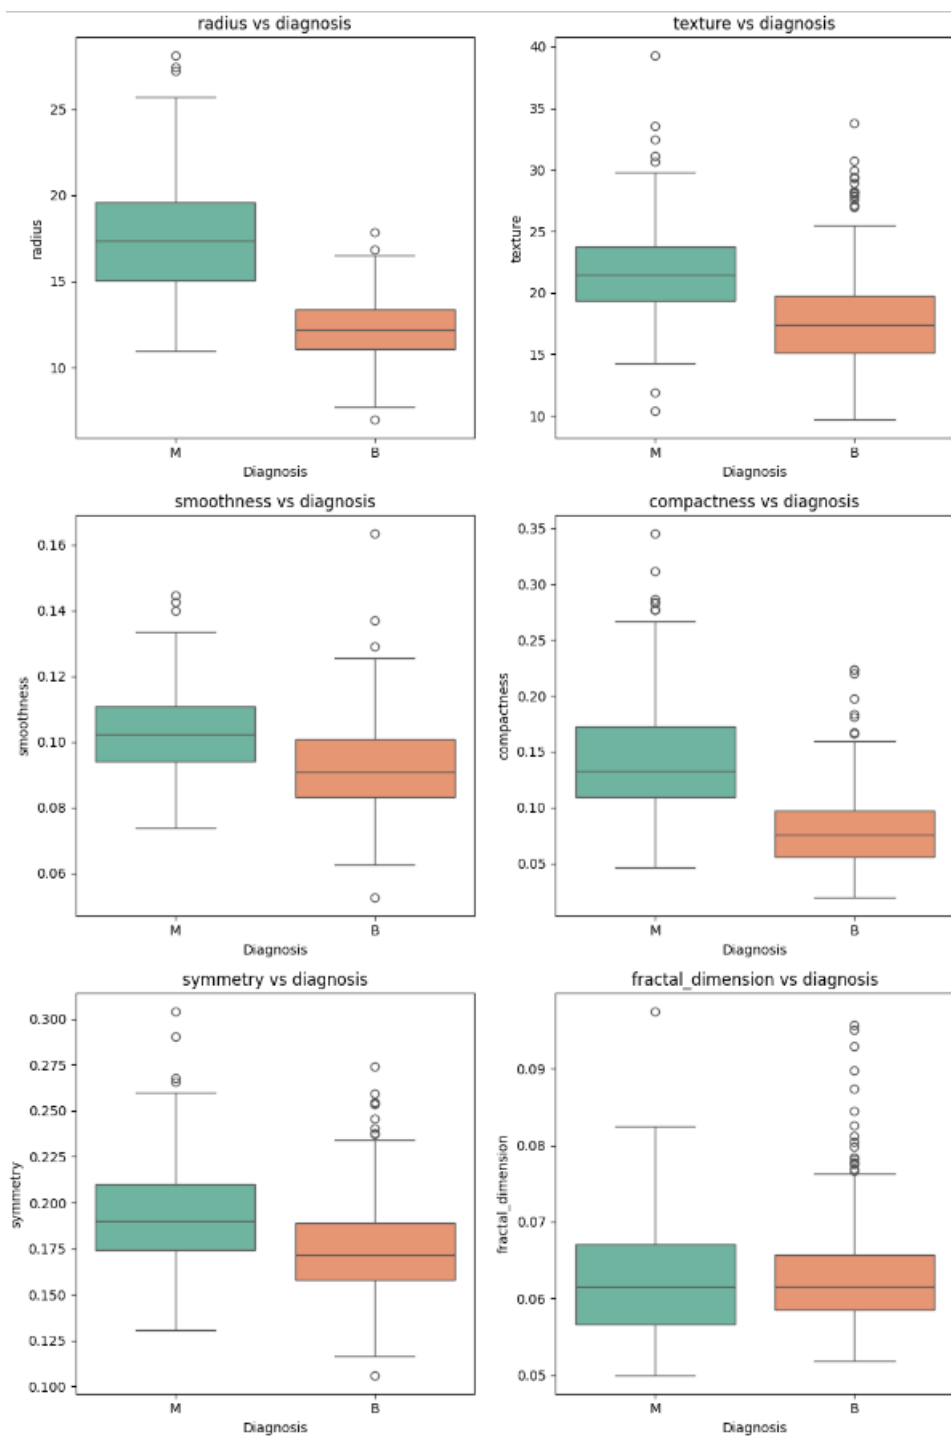 radius vs diagnosis
25
20
15
10
radius
M
B
Diagnosis
texture vs diagnosis
40
35
30
25
20
15
10
texture
M
B
Diagnosis
smoothness vs diagnosis
0.16
0.14
0.12
0.10
0.08
0.06
smoothness
M
B
Diagnosis
compactness vs diagnosis
0.35
0.30
0.25
0.20
0.15
0.10
0.05
compactness
M
B
Diagnosis
symmetry vs diagnosis
0.300
0.275
0.250
0.225
0.200
0.175
0.150
0.125
0.100
symmetry
M
B
Diagnosis
fractal_dimension vs diagnosis
0.09
0.08
0.07
0.06
0.05
fractal_dimension
M
B
Diagnosis